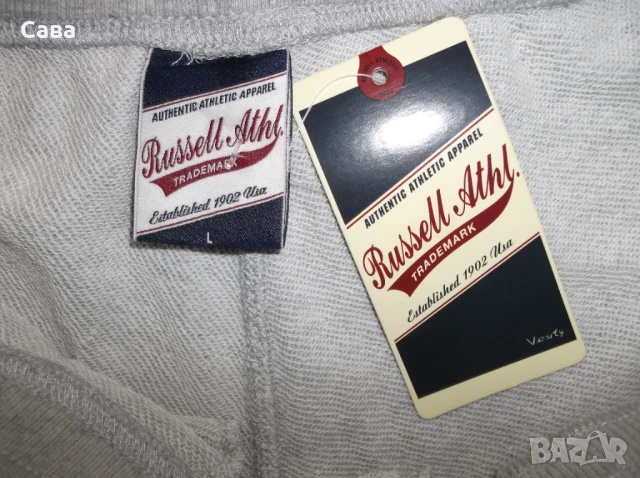 Сава
AUTHENTIC ATHLETIC APPAREL
Russell Athl.
TRADEMARK
Established 1902 Usa
L
AUTHENTIC ATHLETIC APPAREL
Russell Athl.
TRADEMARK
Established 1902 Usa
BAZAR